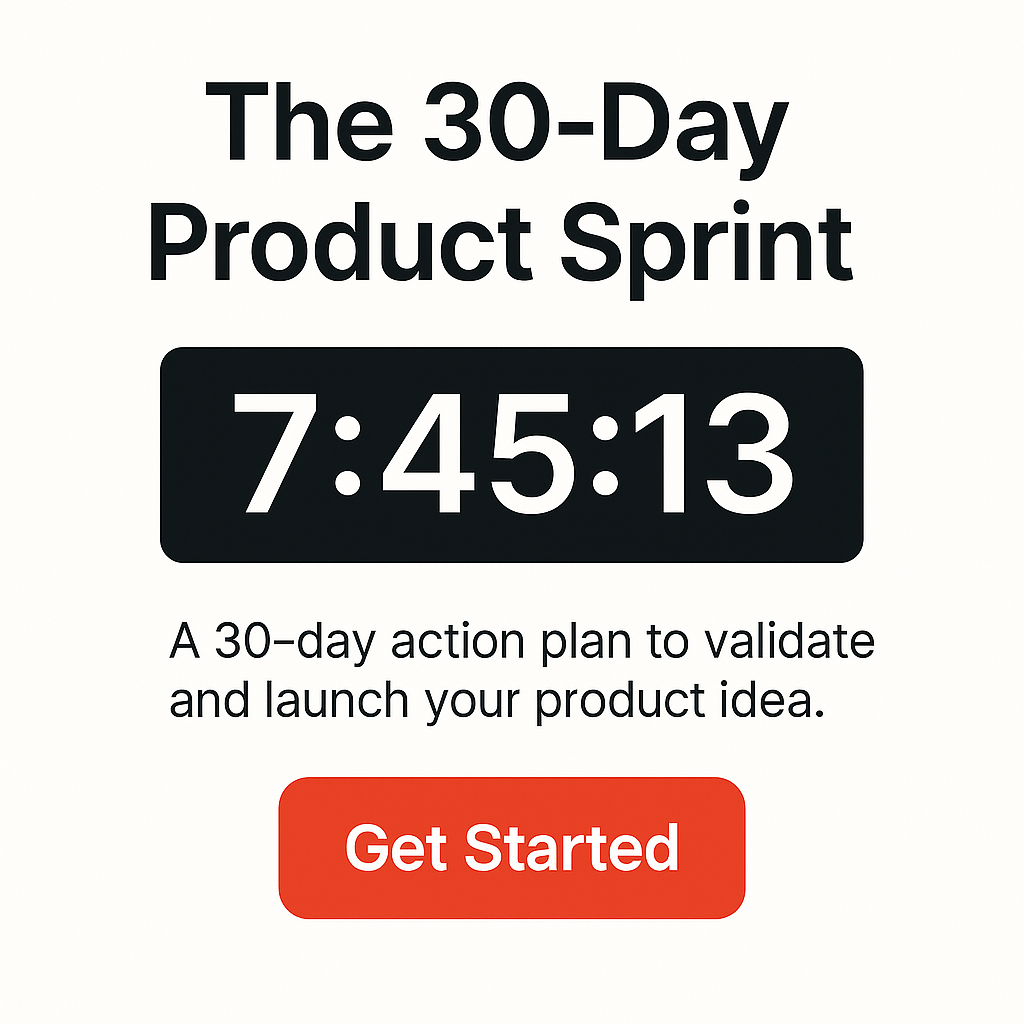 The 30-Day
Product Sprint
7:45:13
A 30–day action plan to validate
and launch your product idea.
Get Started